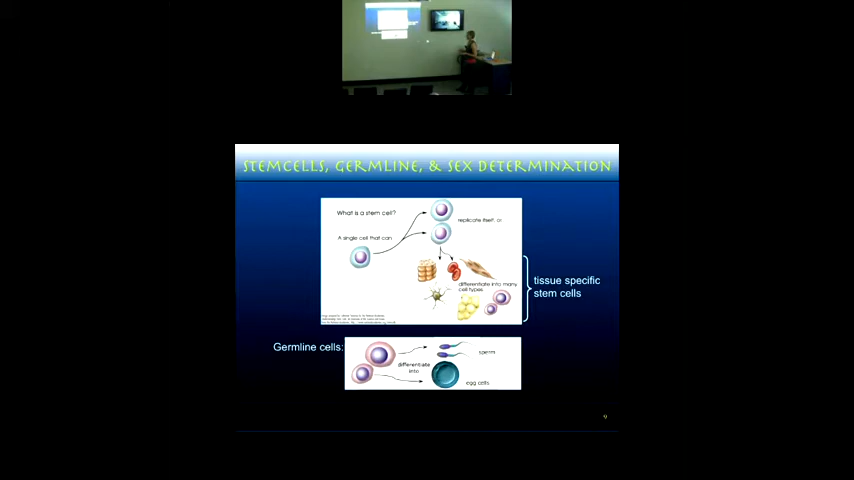 STEMCELLS, GERMLINE, & SEX DETERMINATION
What is a stem cell?
replicate itself, or
A single cell that can
differentiate into many
cell types
tissue specific
stem cells
Germline cells:
differentiate
into
sperm
egg cells
9